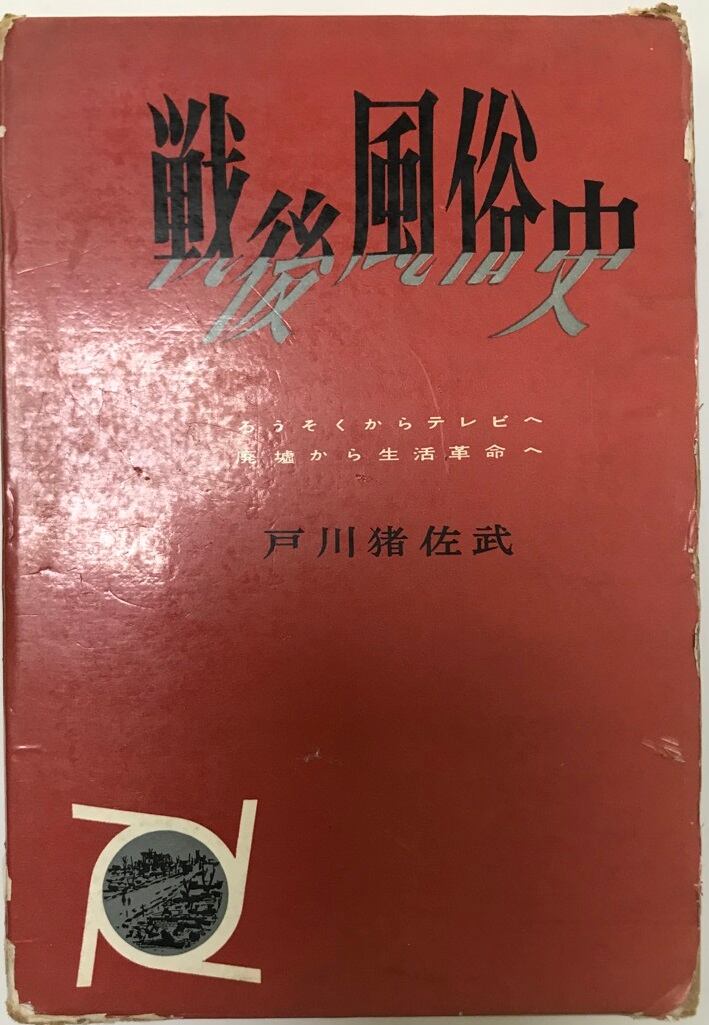 戦後風俗史
ろうそくからテレビへ
廃墟から生活革命へ
戸川猪佐武